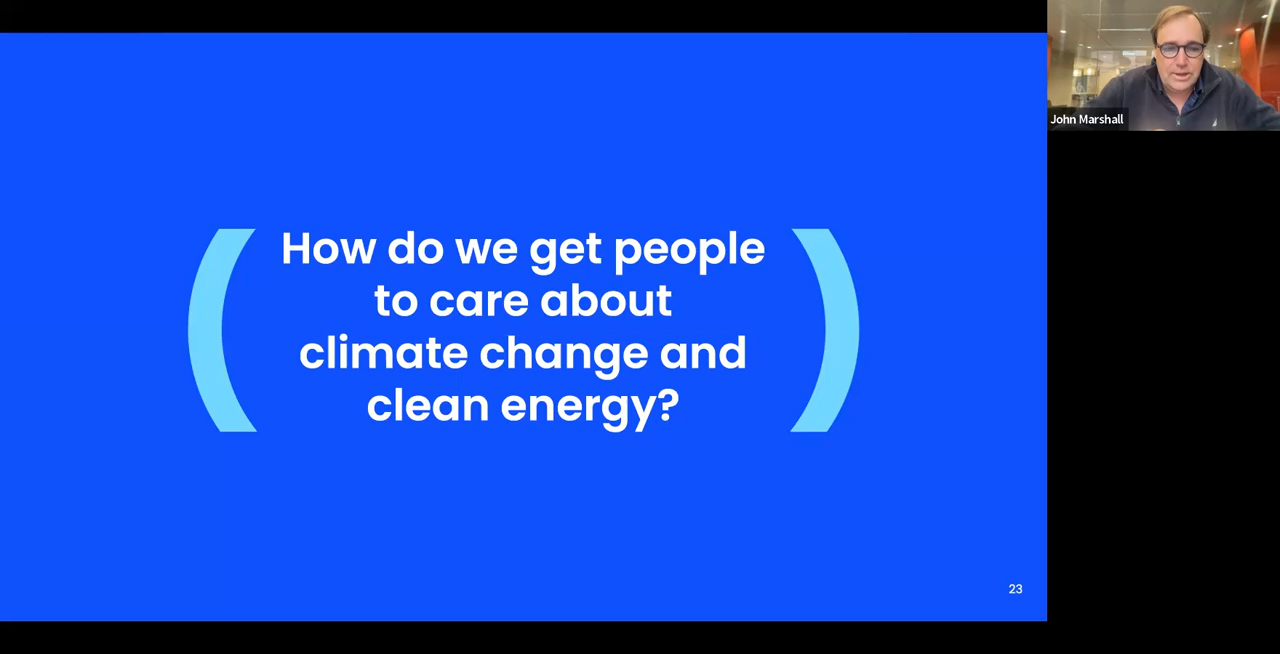 How do we get people
to care about
climate change and
clean energy?
23
John Marshall